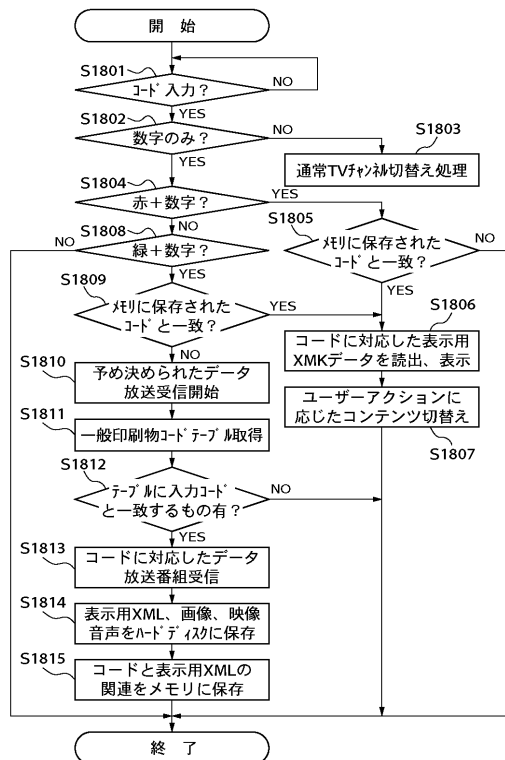 開 始
S1801
コード入力?
NO
YES
S1802
数字のみ?
NO
YES
S1803
通常TVチャンネル切替え処理
S1804
赤+数字?
YES
NO
S1805
メモリに保存された
コードと一致?
NO
YES
S1808
NO
緑+数字?
YES
S1809
メモリに保存された
コードと一致?
YES
NO
S1806
コードに対応した表示用
XMKデータを読出、表示
S1810
予め決められたデータ
放送受信開始
ユーザーアクションに
応じたコンテンツ切替え
S1807
S1811
一般印刷物コードテーブル取得
S1812
テーブルに入力コード
と一致するもの有?
NO
YES
S1813
コードに対応したデータ
放送番組受信
S1814
表示用XML、画像、映像
音声をハードディスクに保存
S1815
コードと表示用XMLの
関連をメモリに保存
終 了